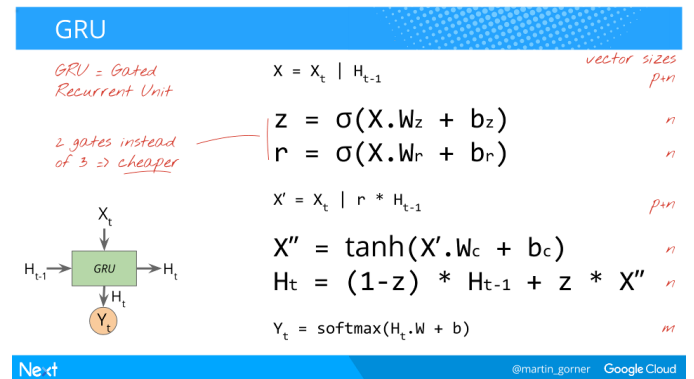 GRU
GRU = Gated
Recurrent Unit
2 gates instead
of 3 => cheaper
vector sizes
X = Xt | Ht-1
p+n
z = σ(X.Wz + bz)
n
r = σ(X.Wr + br)
n
X’ = Xt | r * Ht-1
p+n
X” = tanh(X’.Wc + bc)
n
Ht = (1-z) * Ht-1 + z * X”
n
Yt = softmax(Ht.W + b)
m
Xt
Ht-1
GRU
Ht
Ht
Yt
Next
@martin_gorner
Google Cloud